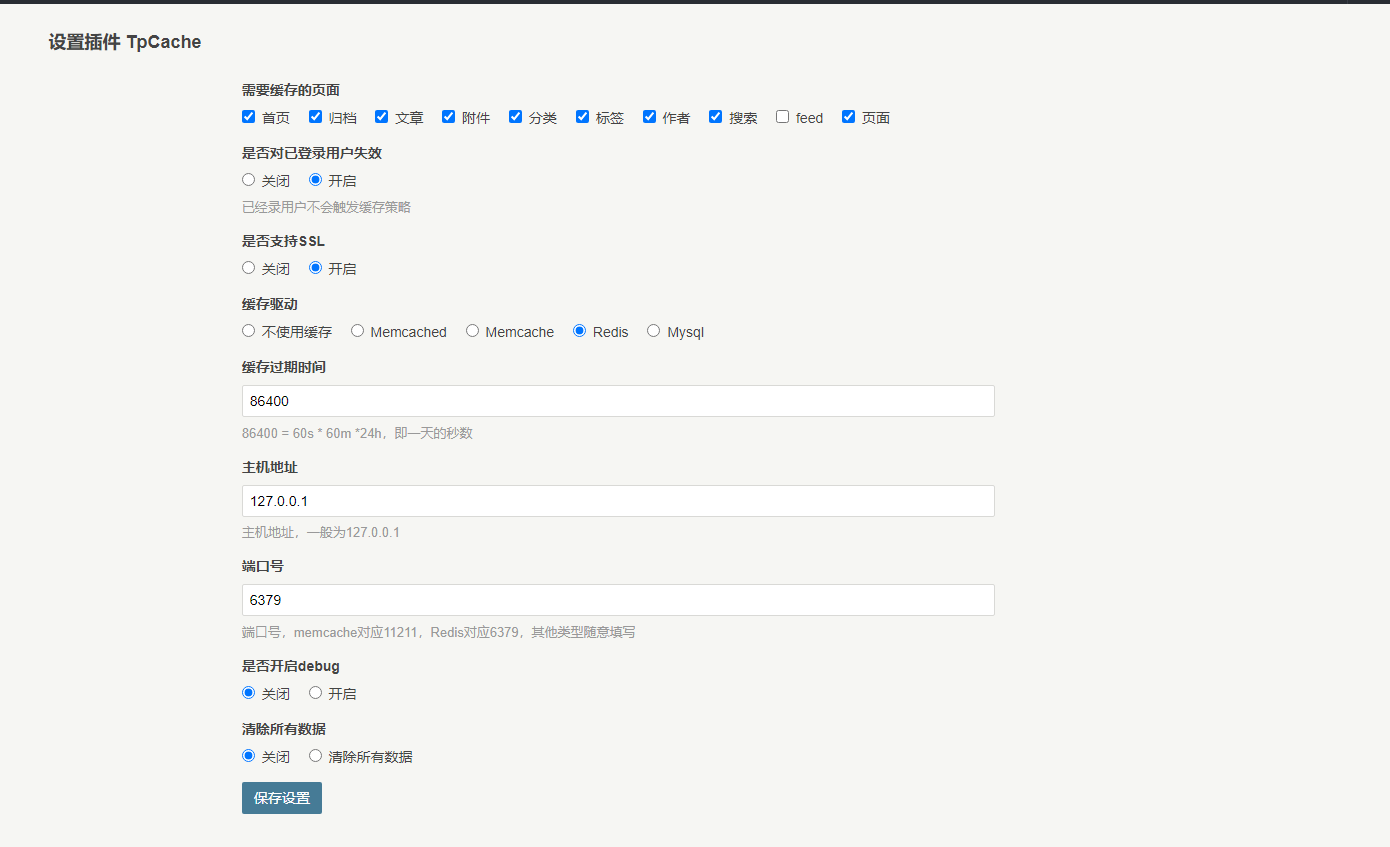 设置插件 TpCache
需要缓存的页面
首页 归档 文章 附件 分类 标签 作者 搜索 feed 页面
是否对已登录用户失效
关闭 开启
已经录用户不会触发缓存策略
是否支持SSL
关闭 开启
缓存驱动
不使用缓存 Memcached Memcache Redis Mysql
缓存过期时间
86400
86400 = 60s * 60m *24h，即一天的秒数
主机地址
127.0.0.1
主机地址，一般为127.0.0.1
端口号
6379
端口号，memcache对应11211，Redis对应6379，其他类型随意填写
是否开启debug
关闭 开启
清除所有数据
关闭 清除所有数据
保存设置